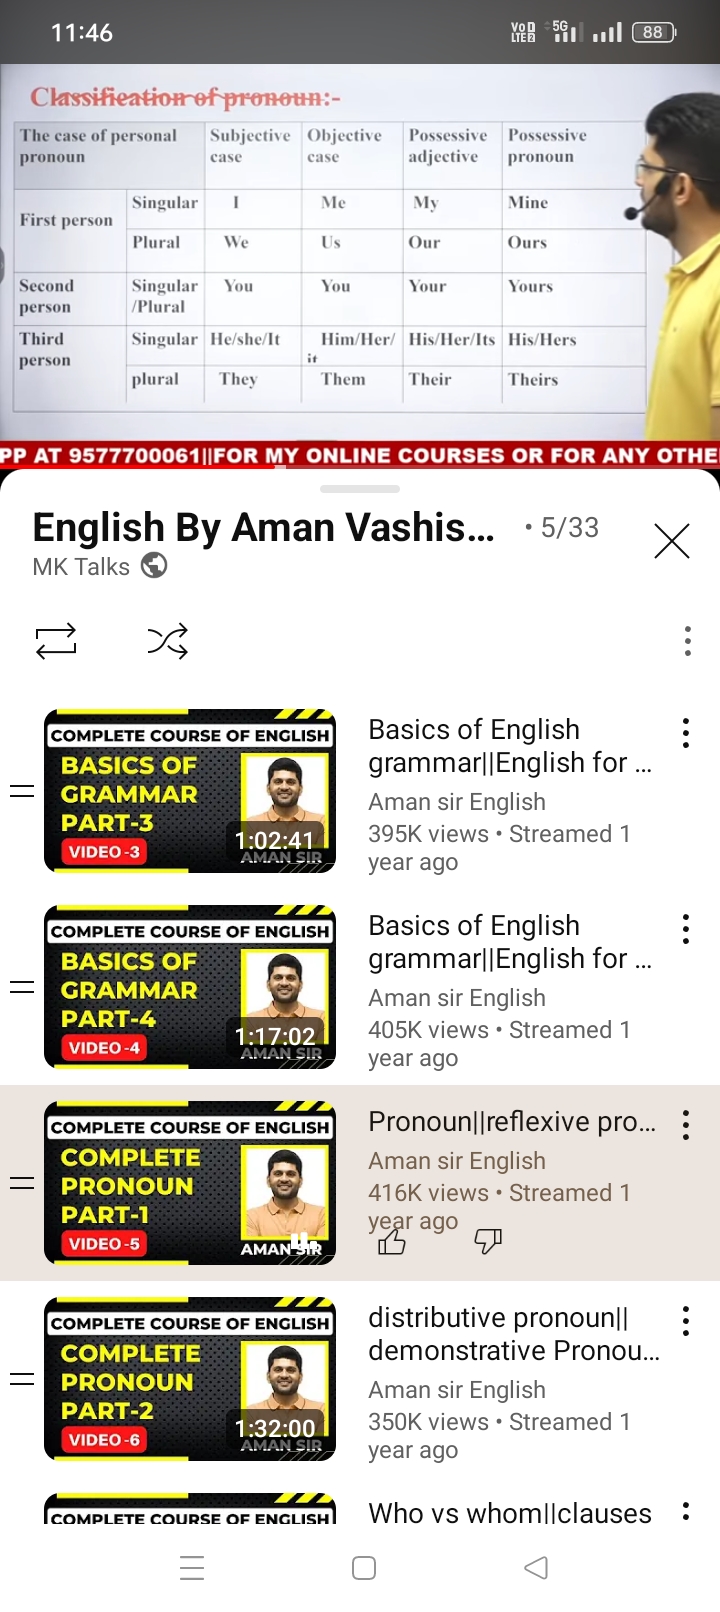 11:46
VoD LTE2 5G 88
Classifieation of pronoun:-
The case of personal pronoun Subjective case Objective case Possessive adjective Possessive pronoun
First person Singular I Me My Mine
Plural We Us Our Ours
Second person Singular /Plural You You Your Yours
Third person Singular He/she/It Him/Her/ it His/Her/Its His/Hers
plural They Them Their Theirs
PP AT 9577700061||FOR MY ONLINE COURSES OR FOR ANY OTHE
English By Aman Vashis... • 5/33
MK Talks
COMPLETE COURSE OF ENGLISH
BASICS OF
GRAMMAR
PART-3
VIDEO-3
1:02:41
AMAN SIR
Basics of English
grammar||English for ...
Aman sir English
395K views • Streamed 1
year ago
COMPLETE COURSE OF ENGLISH
BASICS OF
GRAMMAR
PART-4
VIDEO-4
1:17:02
AMAN SIR
Basics of English
grammar||English for ...
Aman sir English
405K views • Streamed 1
year ago
COMPLETE COURSE OF ENGLISH
COMPLETE
PRONOUN
PART-1
VIDEO-5
AMAN SIR
Pronoun||reflexive pro...
Aman sir English
416K views • Streamed 1
year ago
COMPLETE COURSE OF ENGLISH
COMPLETE
PRONOUN
PART-2
VIDEO-6
1:32:00
AMAN SIR
distributive pronoun||
demonstrative Pronou...
Aman sir English
350K views • Streamed 1
year ago
COMPLETE COURSE OF ENGLISH
Who vs whom||clauses